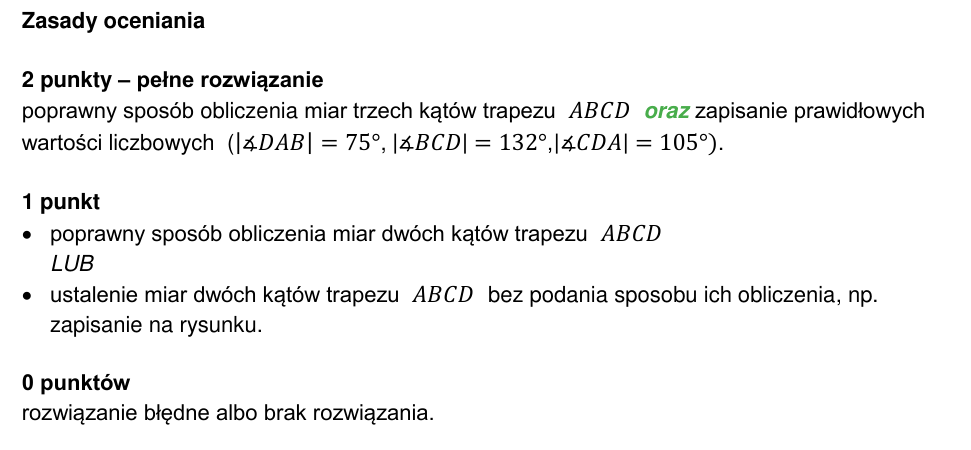 Zasady oceniania
2 punkty – pełne rozwiązanie
poprawny sposób obliczenia miar trzech kątów trapezu ABCD oraz zapisanie prawidłowych
wartości liczbowych (|∡DAB| = 75°, |∡BCD| = 132°,|∡CDA| = 105°).
1 punkt
• poprawny sposób obliczenia miar dwóch kątów trapezu ABCD
LUB
• ustalenie miar dwóch kątów trapezu ABCD bez podania sposobu ich obliczenia, np.
zapisanie na rysunku.
0 punktów
rozwiązanie błędne albo brak rozwiązania.